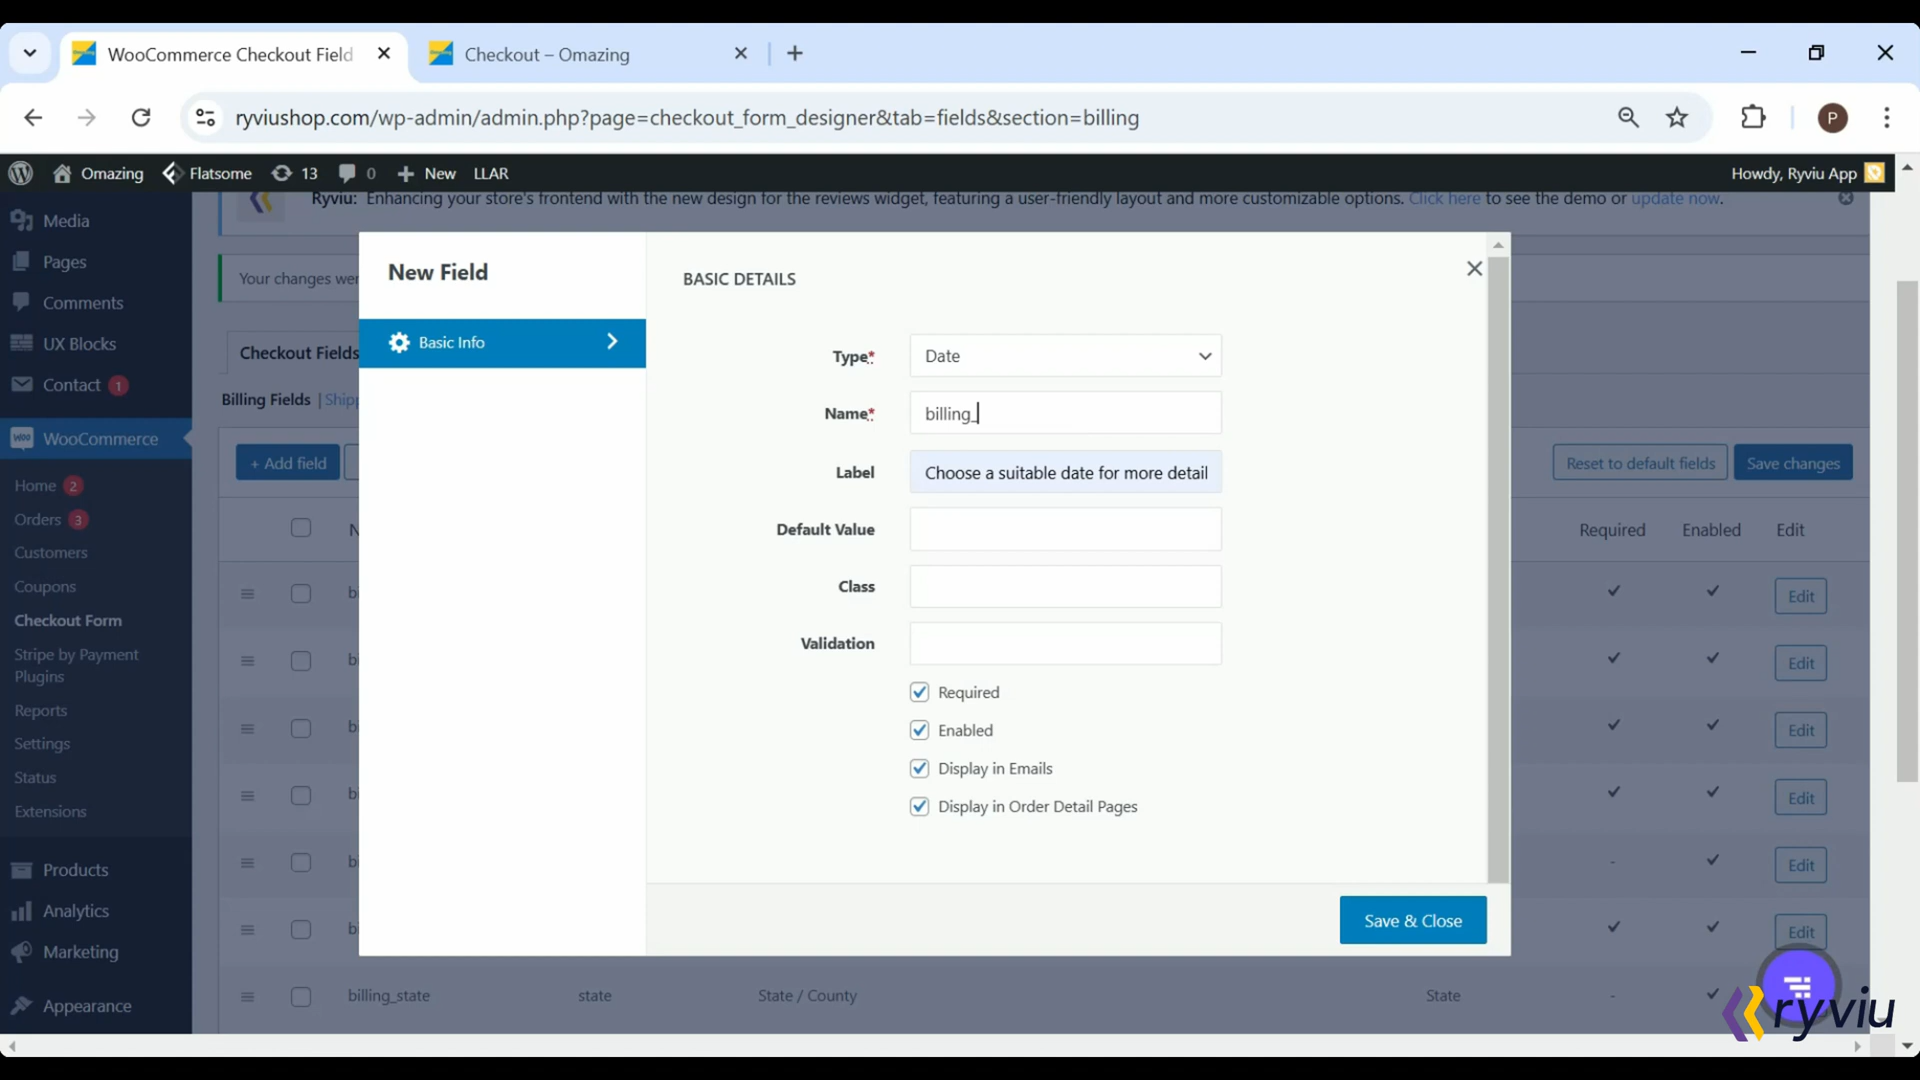 WooCommerce Checkout Field
Checkout – Omazing
ryviushop.com/wp-admin/admin.php?page=checkout_form_designer&tab=fields&section=billing
P
Omazing
Flatsome
13
0
New
LLAR
Howdy, Ryviu App
Ryviu: Enhancing your store's frontend with the new design for the reviews widget, featuring a user-friendly layout and more customizable options. Click here to see the demo or update now.
Media
Pages
Comments
UX Blocks
Contact 1
WooCommerce
Home 2
Orders 3
Customers
Coupons
Checkout Form
Stripe by Payment
Plugins
Reports
Settings
Status
Extensions
Products
Analytics
Marketing
Appearance
Your changes wer
Checkout Fields
Billing Fields | Shipp
+ Add field
Reset to default fields
Save changes
N
Required
Enabled
Edit
bi
Edit
bi
Edit
bi
Edit
bi
Edit
bi
-
Edit
bi
Edit
billing_state
state
State / County
State
-
New Field
Basic Info
BASIC DETAILS
Type*
Date
Name*
billing_
Label
Choose a suitable date for more detail
Default Value
Class
Validation
Required
Enabled
Display in Emails
Display in Order Detail Pages
Save & Close
ryviu